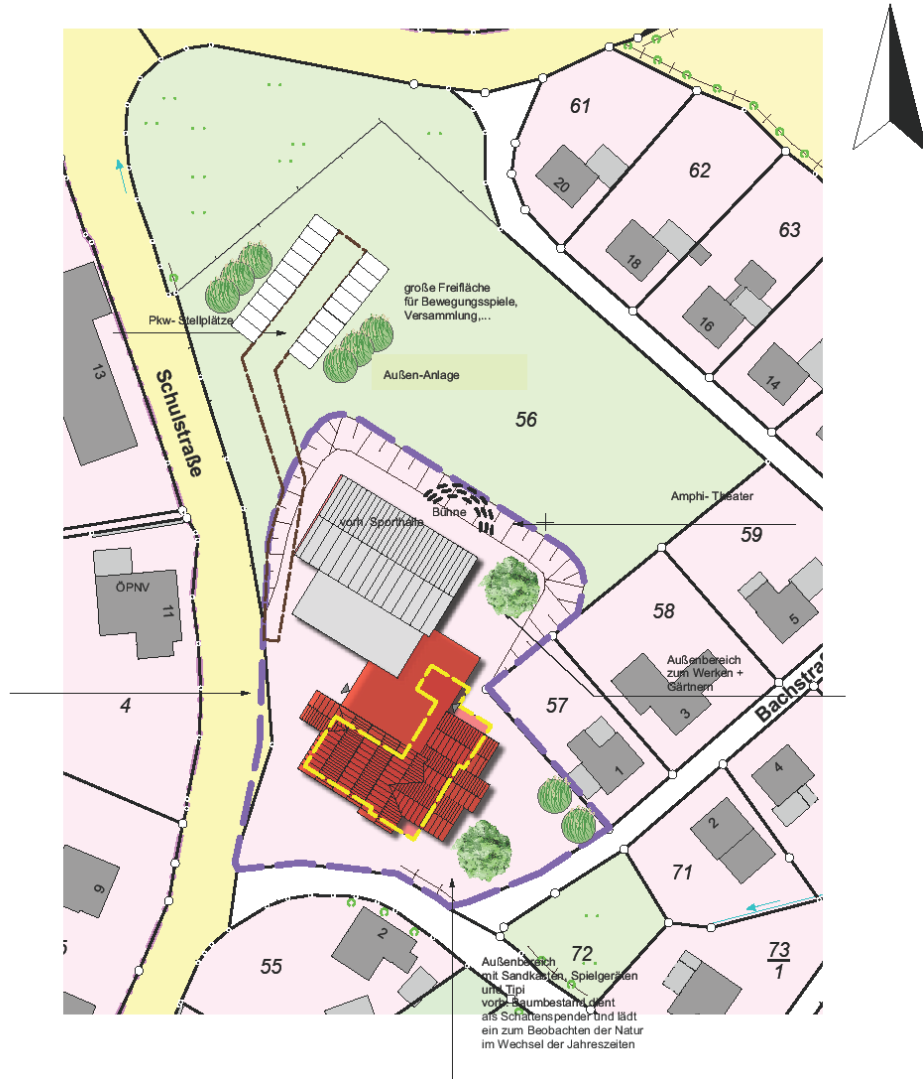 61
62
20
63
18
16
14
große Freifläche
für Bewegungsspiele,
Versammlung,...
Pkw- Stellplätze
13
Schulstraße
Außen-Anlage
56
Amphi- Theater
Bühne
vorh. Sporthalle
59
ÖPNV
11
58
5
Außenbereich
zum Werken +
Gärtnern
4
57
3
Bachstraß
1
4
2
9
71
55
2
72
73
1
Außenbereich
mit Sandkasten, Spielgeräten
und Tipi
vorh. Baumbestand dient
als Schattenspender und lädt
ein zum Beobachten der Natur
im Wechsel der Jahreszeiten